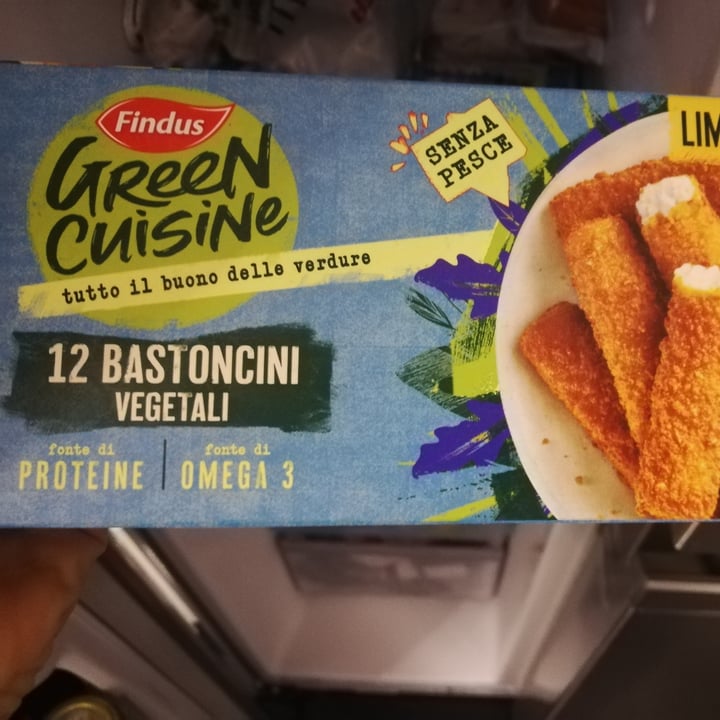 Findus
GREEN
CUISINE
tutto il buono delle verdure
12 BASTONCINI
VEGETALI
fonte di
PROTEINE
fonte di
OMEGA 3
SENZA
PESCE
LIM